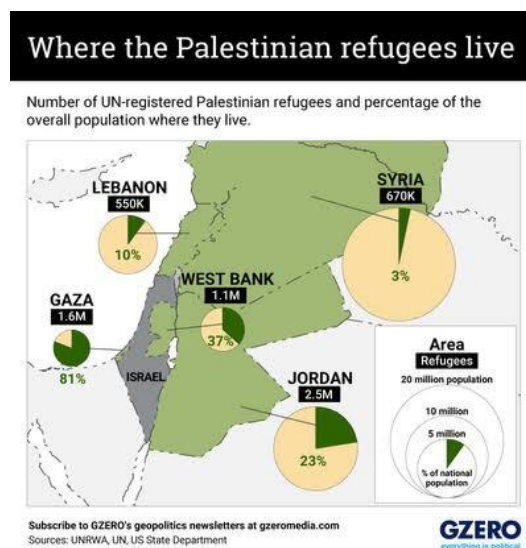 Where the Palestinian refugees live
Number of UN-registered Palestinian refugees and percentage of the
overall population where they live.
LEBANON
550K
10%
SYRIA
670K
3%
WEST BANK
1.1M
37%
GAZA
1.6M
81%
ISRAEL
JORDAN
2.5M
23%
Area
Refugees
20 million population
10 million
5 million
% of national
population
Subscribe to GZERO's geopolitics newsletters at gzeromedia.com
Sources: UNRWA, UN, US State Department
GZERO
everything is political